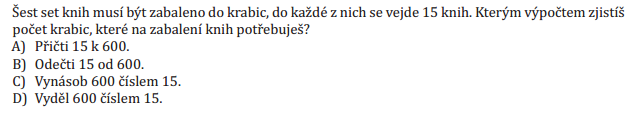 Šest set knih musí být zabaleno do krabic, do každé z nich se vejde 15 knih. Kterým výpočtem zjistíš
počet krabic, které na zabalení knih potřebuješ?
A) Přičti 15 k 600.
B) Odečti 15 od 600.
C) Vynásob 600 číslem 15.
D) Vyděl 600 číslem 15.